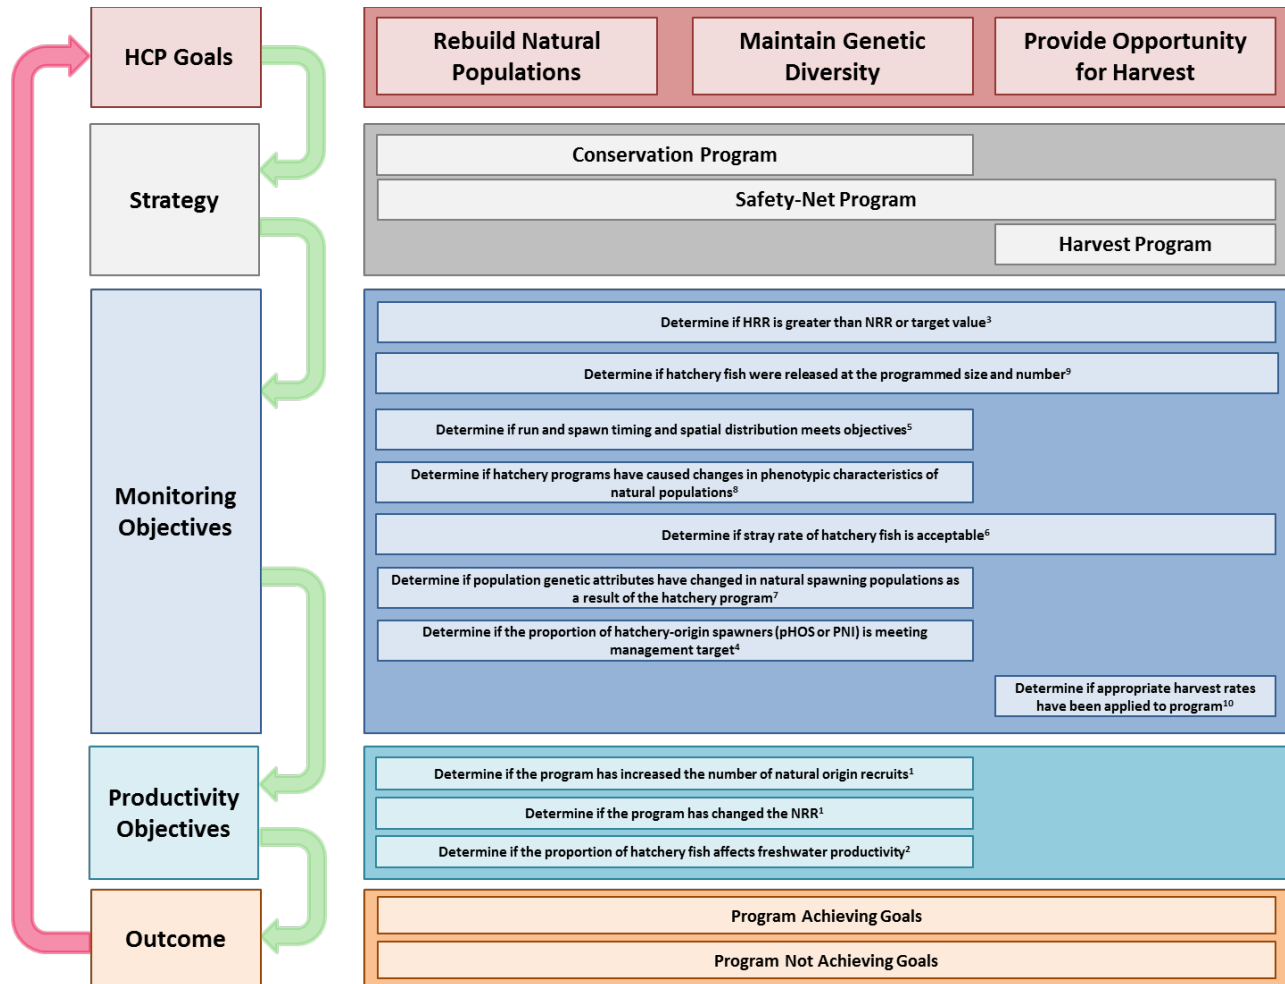 HCP Goals
Rebuild Natural
Populations
Maintain Genetic
Diversity
Provide Opportunity
for Harvest
Strategy
Conservation Program
Safety-Net Program
Harvest Program
Monitoring
Objectives
Determine if HRR is greater than NRR or target value³
Determine if hatchery fish were released at the programmed size and number⁹
Determine if run and spawn timing and spatial distribution meets objectives⁵
Determine if hatchery programs have caused changes in phenotypic characteristics of
natural populations⁸
Determine if stray rate of hatchery fish is acceptable⁶
Determine if population genetic attributes have changed in natural spawning populations as
a result of the hatchery program⁷
Determine if the proportion of hatchery-origin spawners (pHOS or PNI) is meeting
management target⁴
Determine if appropriate harvest rates
have been applied to program¹⁰
Productivity
Objectives
Determine if the program has increased the number of natural origin recruits¹
Determine if the program has changed the NRR¹
Determine if the proportion of hatchery fish affects freshwater productivity²
Outcome
Program Achieving Goals
Program Not Achieving Goals